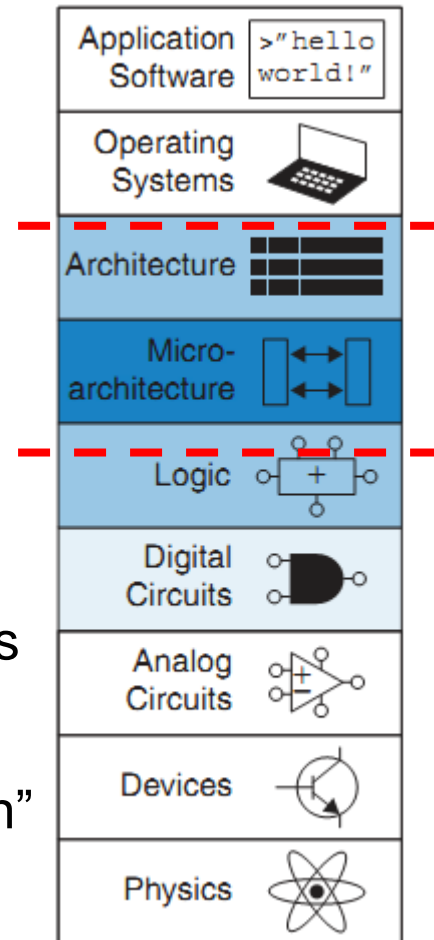 Application
Software
>"hello
world!"
Operating
Systems
Architecture
Micro-
architecture
Logic
+
Digital
Circuits
s
Analog
Circuits
+
−
Devices
n”
Physics